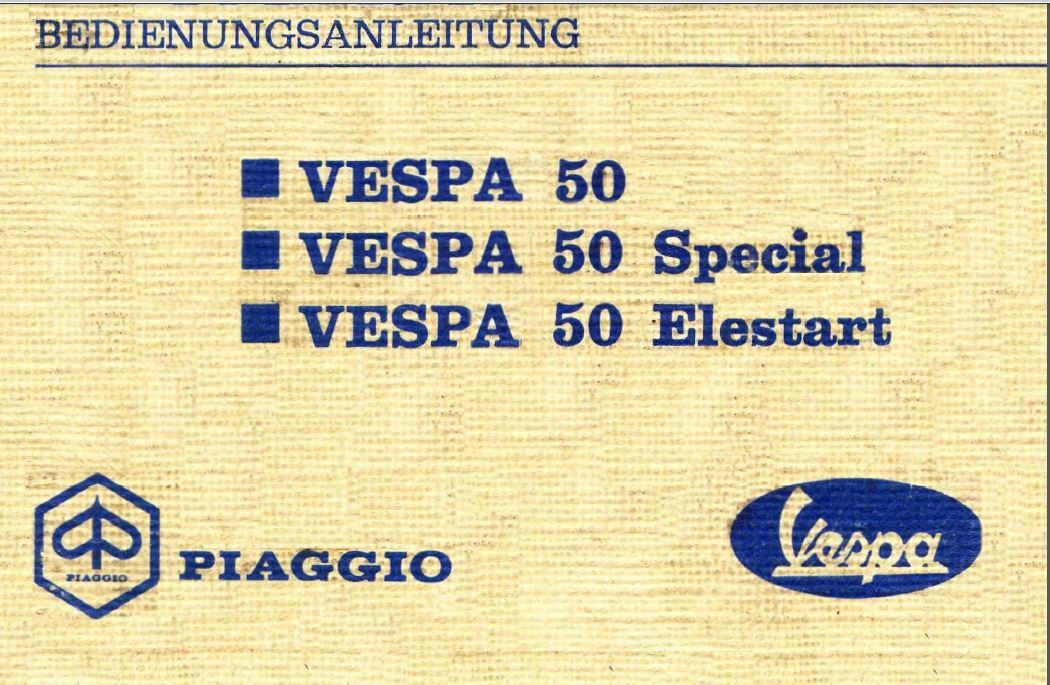 BEDIENUNGSANLEITUNG
■ VESPA 50
■ VESPA 50 Special
■ VESPA 50 Elestart
PIAGGIO
PIAGGIO
Vespa